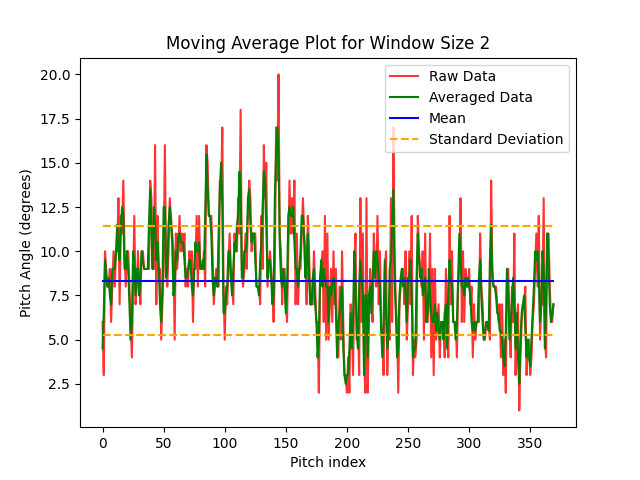 Moving Average Plot for Window Size 2
Raw Data
Averaged Data
Mean
Standard Deviation
Pitch Angle (degrees)
20.0
17.5
15.0
12.5
10.0
7.5
5.0
2.5
0 50 100 150 200 250 300 350
Pitch index